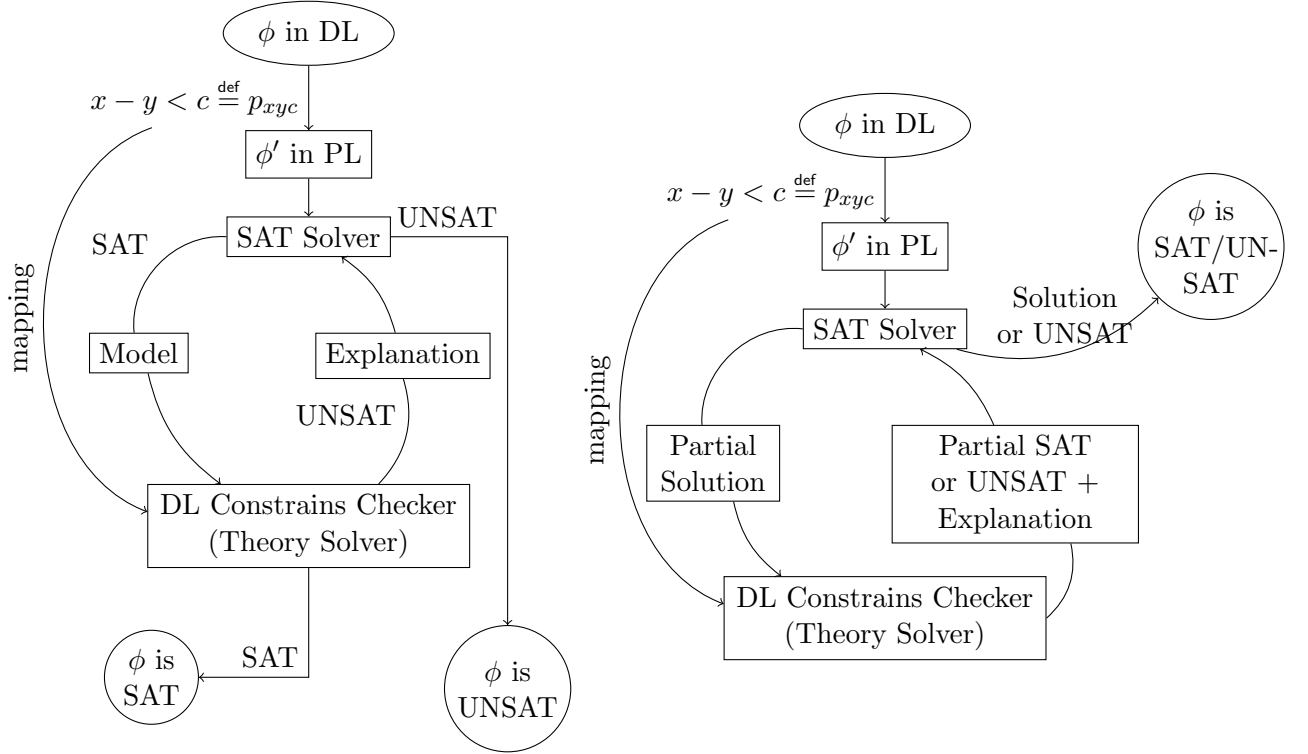 ϕ in DL
x − y < c def= p_xyc
ϕ′ in PL
SAT Solver
UNSAT
SAT
mapping
Model
Explanation
UNSAT
DL Constrains Checker
(Theory Solver)
SAT
ϕ is
SAT
ϕ is
UNSAT
ϕ in DL
x − y < c def= p_xyc
ϕ′ in PL
SAT Solver
Solution
or UNSAT
ϕ is
SAT/UN-
SAT
mapping
Partial
Solution
Partial SAT
or UNSAT +
Explanation
DL Constrains Checker
(Theory Solver)